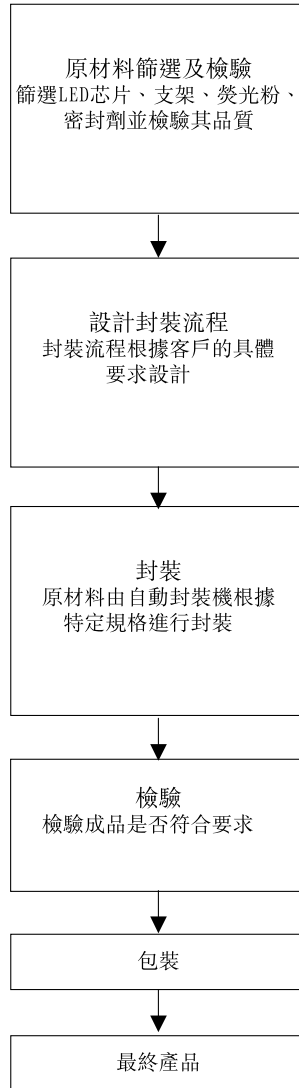 原材料篩選及檢驗
篩選LED芯片、支架、熒光粉、
密封劑並檢驗其品質
設計封裝流程
封裝流程根據客戶的具體
要求設計
封裝
原材料由自動封裝機根據
特定規格進行封裝
檢驗
檢驗成品是否符合要求
包裝
最終產品